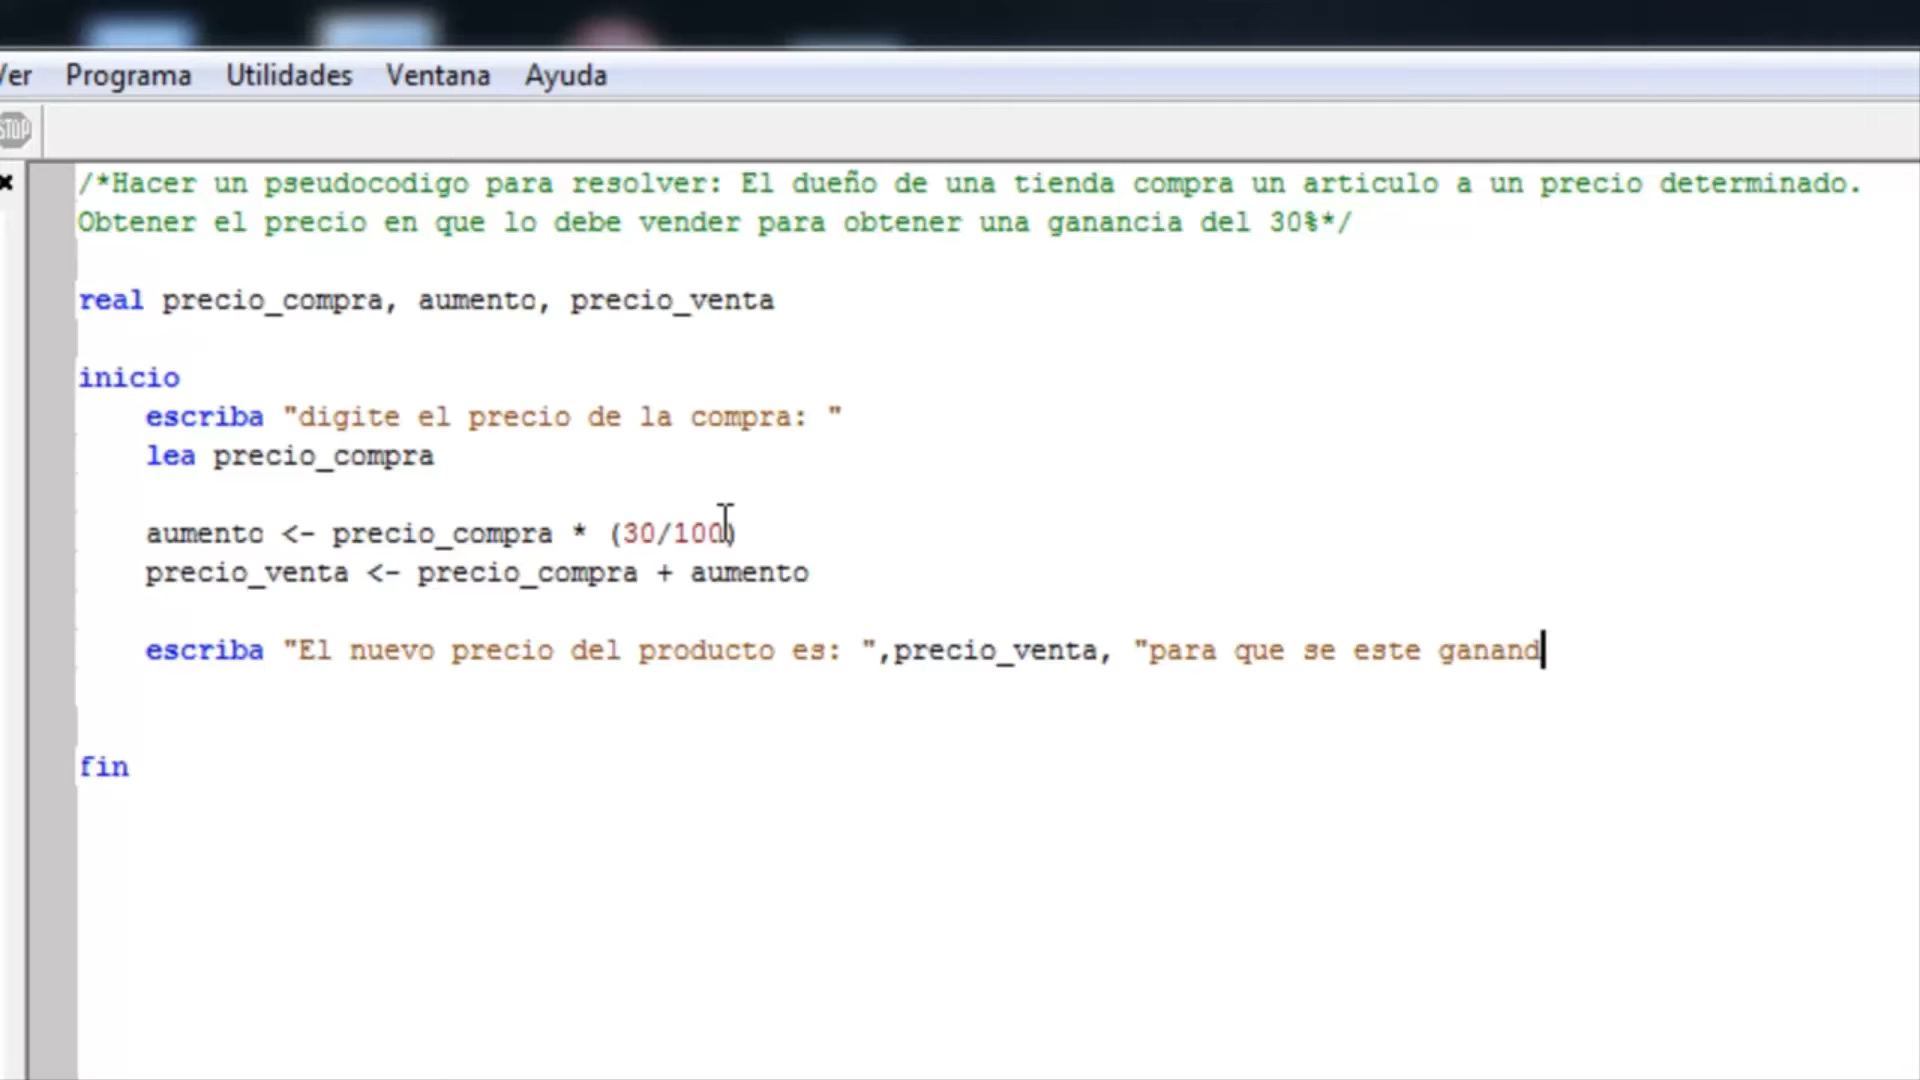 Ver Programa Utilidades Ventana Ayuda
STOP
/*Hacer un pseudocodigo para resolver: El dueño de una tienda compra un articulo a un precio determinado.
Obtener el precio en que lo debe vender para obtener una ganancia del 30%*/
real precio_compra, aumento, precio_venta
inicio
escriba "digite el precio de la compra: "
lea precio_compra
aumento <- precio_compra * (30/100)
precio_venta <- precio_compra + aumento
escriba "El nuevo precio del producto es: ",precio_venta, "para que se este ganand
fin